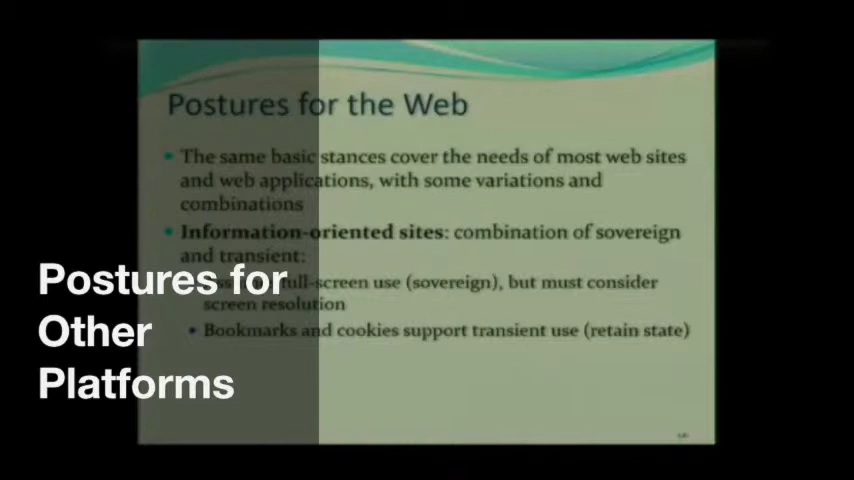 Postures for the Web
The same basic stances cover the needs of most web sites
and web applications, with some variations and
combinations
Information-oriented sites: combination of sovereign
and transient:
full-screen use (sovereign), but must consider
screen resolution
Bookmarks and cookies support transient use (retain state)
Postures for
Other
Platforms